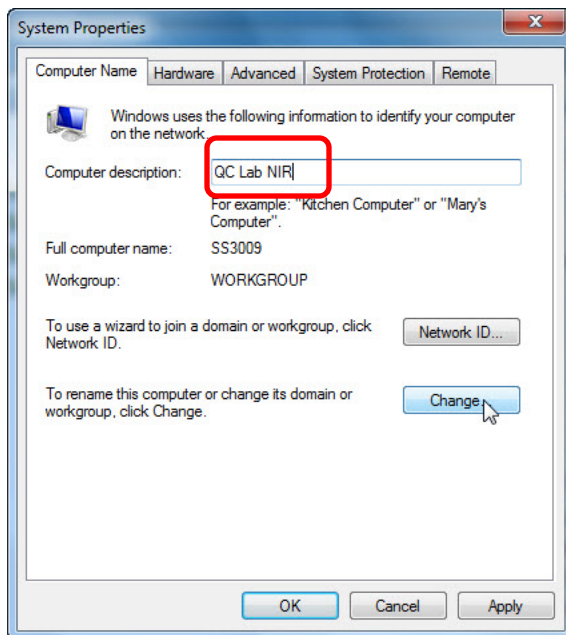 System Properties
Computer Name Hardware Advanced System Protection Remote
Windows uses the following information to identify your computer
on the network.
Computer description: QC Lab NIR
For example: "Kitchen Computer" or "Mary's
Computer".
Full computer name: SS3009
Workgroup: WORKGROUP
To use a wizard to join a domain or workgroup, click
Network ID.
Network ID...
To rename this computer or change its domain or
workgroup, click Change.
Change...
OK Cancel Apply